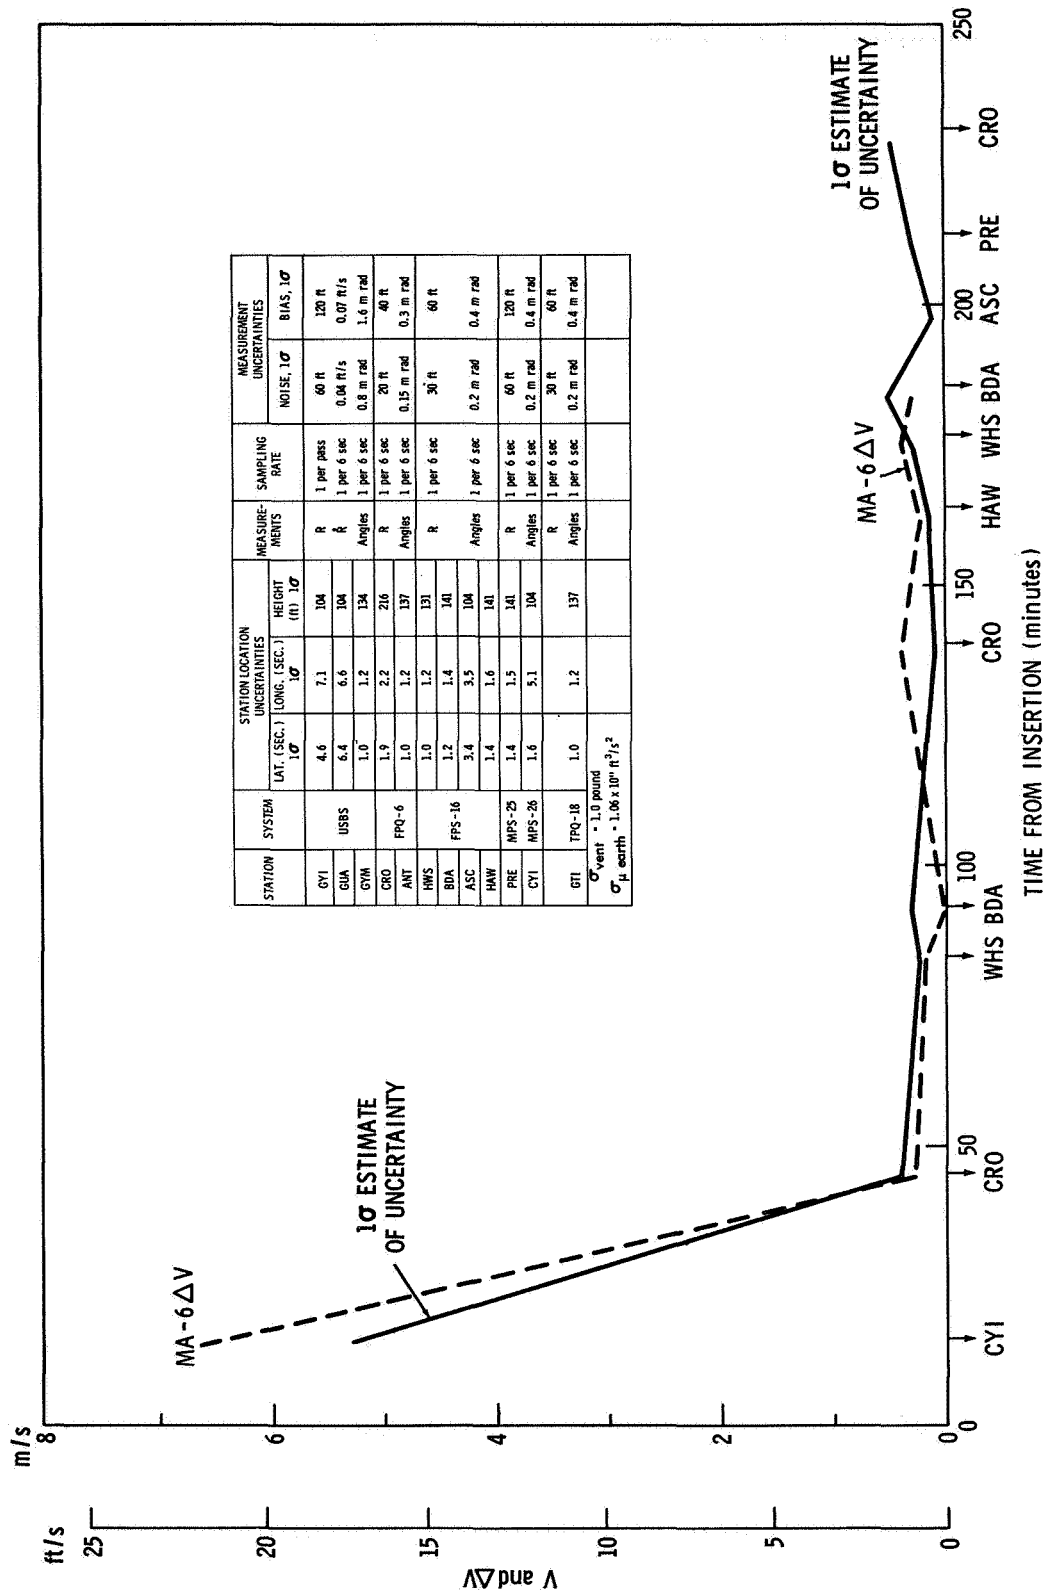 ft/s
m/s
25
20
15
10
5
0
8
6
4
2
0
V and ΔV
MA-6 ΔV
1σ ESTIMATE
OF UNCERTAINTY
STATION
SYSTEM
STATION LOCATION
UNCERTAINTIES
LAT. (SEC.)
1σ
LONG. (SEC.)
1σ
HEIGHT
(ft) 1σ
MEASURE-
MENTS
SAMPLING
RATE
MEASUREMENT
UNCERTAINTIES
NOISE, 1σ
BIAS, 1σ
GYI 4.6 7.1 104 R 1 per pass 60 ft 120 ft
GUA USBS 6.4 6.6 104 Ṙ 1 per 6 sec 0.04 ft/s 0.07 ft/s
GYM 1.0 1.2 134 Angles 1 per 6 sec 0.8 m rad 1.6 m rad
CRO FPQ-6 1.9 2.2 216 R 1 per 6 sec 20 ft 40 ft
ANT 1.0 1.2 137 Angles 1 per 6 sec 0.15 m rad 0.3 m rad
HWS FPS-16 1.0 1.2 131 R 1 per 6 sec 30 ft 60 ft
BDA 1.2 1.4 141
ASC 3.4 3.5 104 Angles 1 per 6 sec 0.2 m rad 0.4 m rad
HAW 1.4 1.6 141
PRE MPS-25 1.4 1.5 141 R 1 per 6 sec 60 ft 120 ft
CYI MPS-26 1.6 5.1 104 Angles 1 per 6 sec 0.2 m rad 0.4 m rad
R 1 per 6 sec 30 ft 60 ft
GTI TPQ-18 1.0 1.2 137 Angles 1 per 6 sec 0.2 m rad 0.4 m rad
σ vent = 1.0 pound
σ μ earth = 1.06 x 10¹¹ ft³/s²
MA-6 ΔV
1σ ESTIMATE
OF UNCERTAINTY
0 50 100 150 200 250
CYI CRO WHS BDA CRO HAW WHS BDA ASC PRE CRO
TIME FROM INSERTION (minutes)